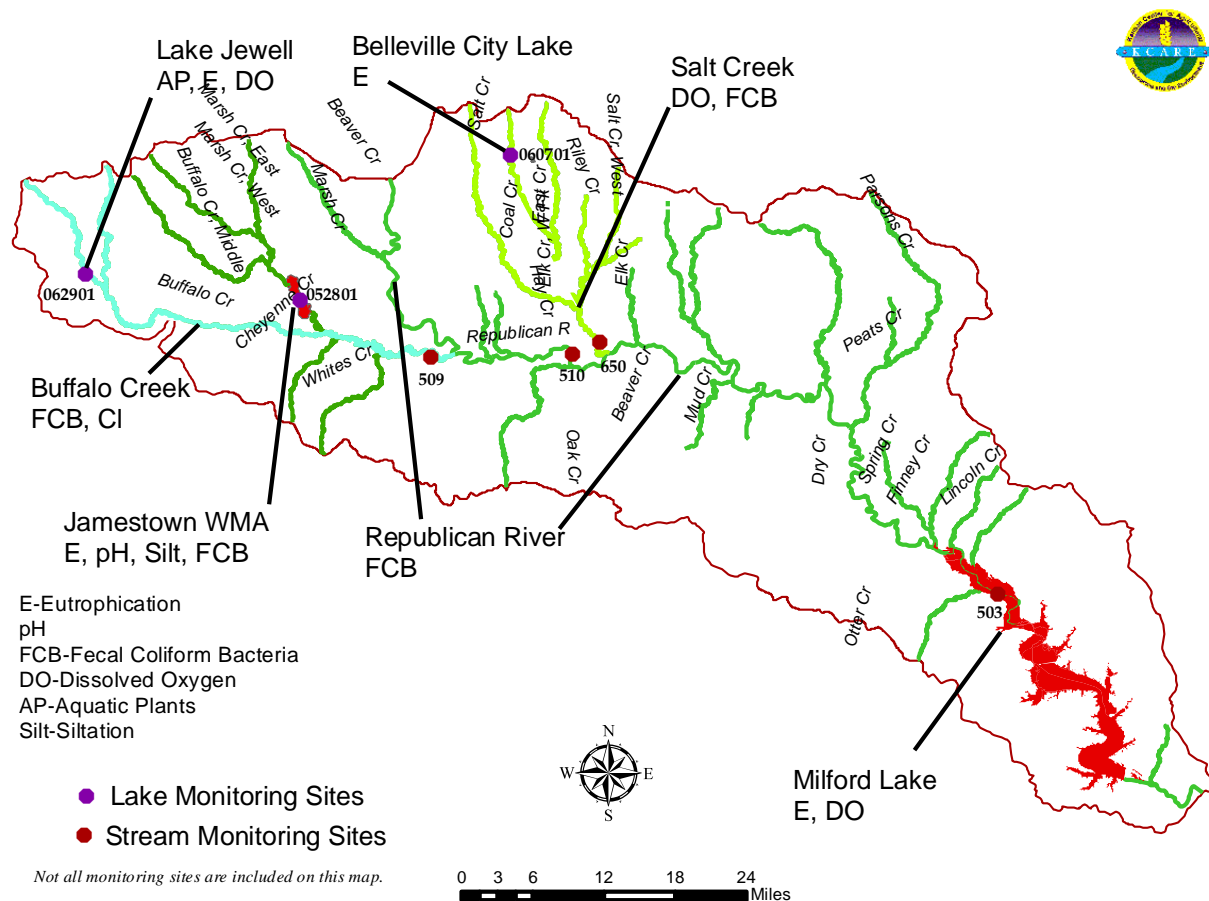 Lake Jewell
AP, E, DO
Belleville City Lake
E
Salt Creek
DO, FCB
KCARE
Marsh Cr, East
Marsh Cr, West
Buffalo Cr, Middle
Beaver Cr
Marsh Cr
Salt Cr
Coal Cr
060701
Riley Cr
Salt Cr, West
Elk Cr, West
Elk Cr
Parsons Cr
062901
Buffalo Cr
Cheyenne Cr
052801
Republican R
Whites Cr
509
510
650
Beaver Cr
Mud Cr
Peats Cr
Oak Cr
Dry Cr
Spring Cr
Finney Cr
Lincoln Cr
Otter Cr
503
Buffalo Creek
FCB, Cl
Jamestown WMA
E, pH, Silt, FCB
Republican River
FCB
Milford Lake
E, DO
E-Eutrophication
pH
FCB-Fecal Coliform Bacteria
DO-Dissolved Oxygen
AP-Aquatic Plants
Silt-Siltation
Lake Monitoring Sites
Stream Monitoring Sites
Not all monitoring sites are included on this map.
N
W E
S
0 3 6 12 18 24
Miles